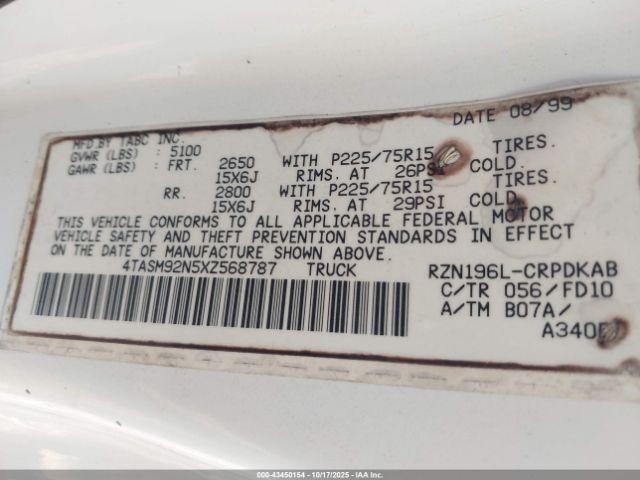 DATE 08/99
MFD BY TABC INC.
GVWR (LBS) : 5100
GAWR (LBS) : FRT. 2650 WITH P225/75R15 TIRES.
15X6J RIMS. AT 26PSI COLD.
RR. 2800 WITH P225/75R15 TIRES.
15X6J RIMS. AT 29PSI COLD.
THIS VEHICLE CONFORMS TO ALL APPLICABLE FEDERAL MOTOR
VEHICLE SAFETY AND THEFT PREVENTION STANDARDS IN EFFECT
ON THE DATE OF MANUFACTURE SHOWN ABOVE.
4TASM92N5XZ568787 TRUCK RZN196L-CRPDKAB
C/TR 056/FD10
A/TM B07A/
000-43450154 - 10/17/2025 - IAA Inc.